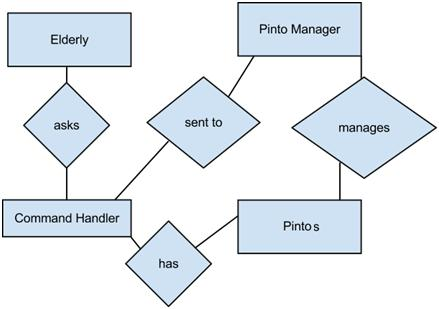 Elderly
Pinto Manager
asks
sent to
manages
Command Handler
Pintos
has